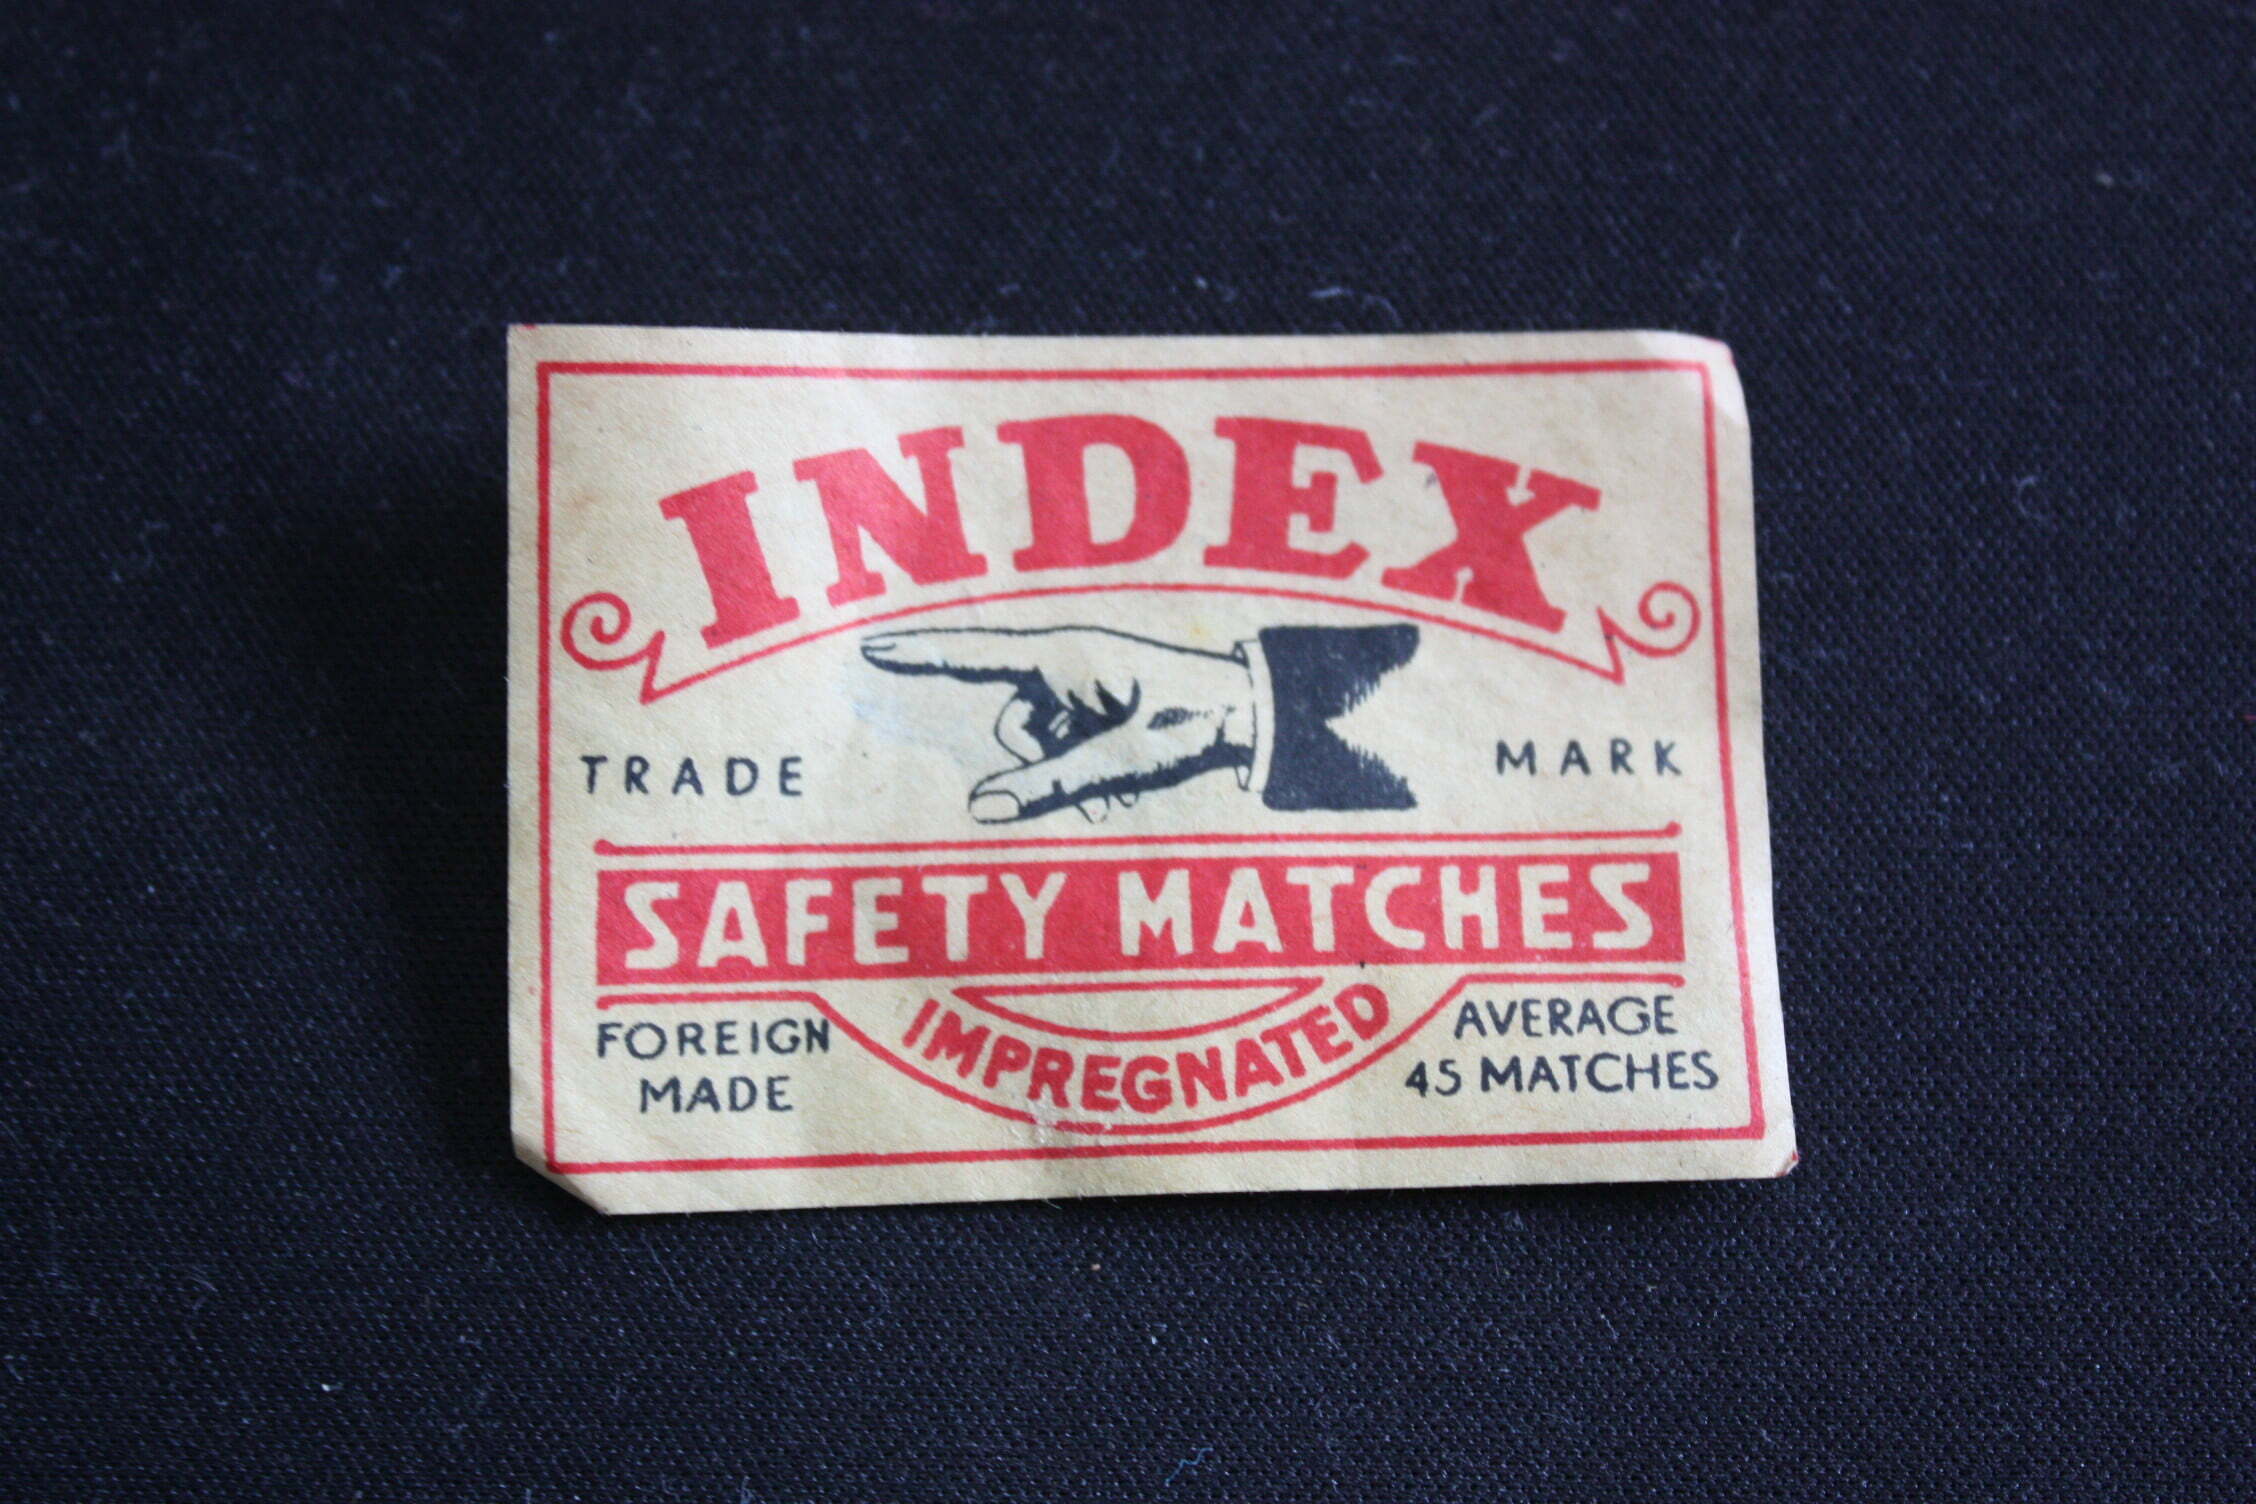 INDEX
TRADE MARK
SAFETY MATCHES
IMPREGNATED
FOREIGN
MADE
AVERAGE
45 MATCHES